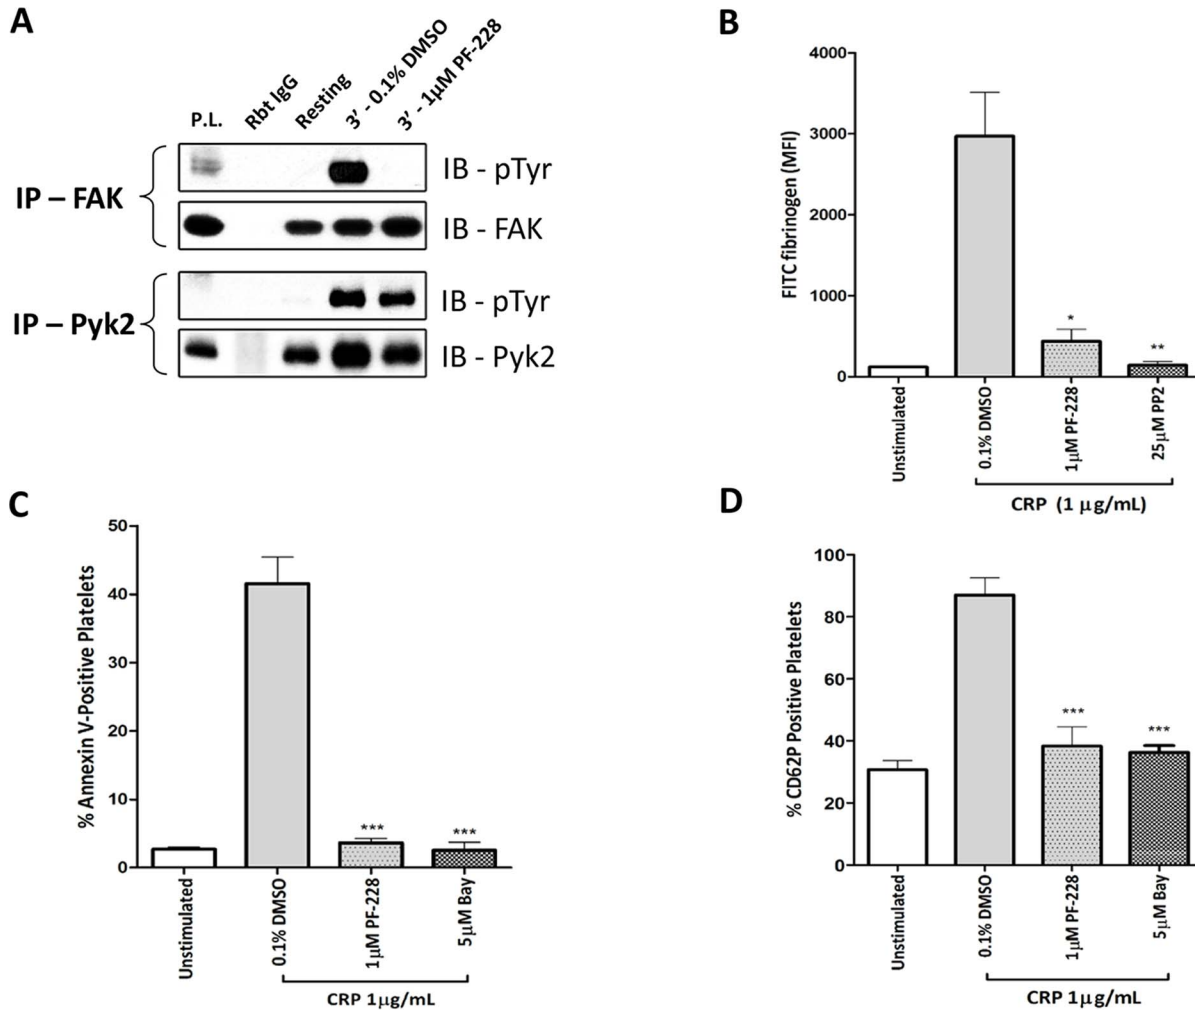 A
P.L.
Rbt IgG
Resting
3’ - 0.1% DMSO
3’ - 1µM PF-228
IP – FAK
IB - pTyr
IB - FAK
IP – Pyk2
IB - pTyr
IB - Pyk2
B
FITC fibrinogen (MFI)
4000
3000
2000
1000
0
*
**
Unstimulated
0.1% DMSO
1µM PF-228
25µM PP2
CRP (1 µg/mL)
C
% Annexin V-Positive Platelets
50
40
30
20
10
0
***
***
Unstimulated
0.1% DMSO
1µM PF-228
5µM Bay
CRP 1µg/mL
D
% CD62P Positive Platelets
100
80
60
40
20
0
***
***
Unstimulated
0.1% DMSO
1µM PF-228
5µM Bay
CRP 1µg/mL